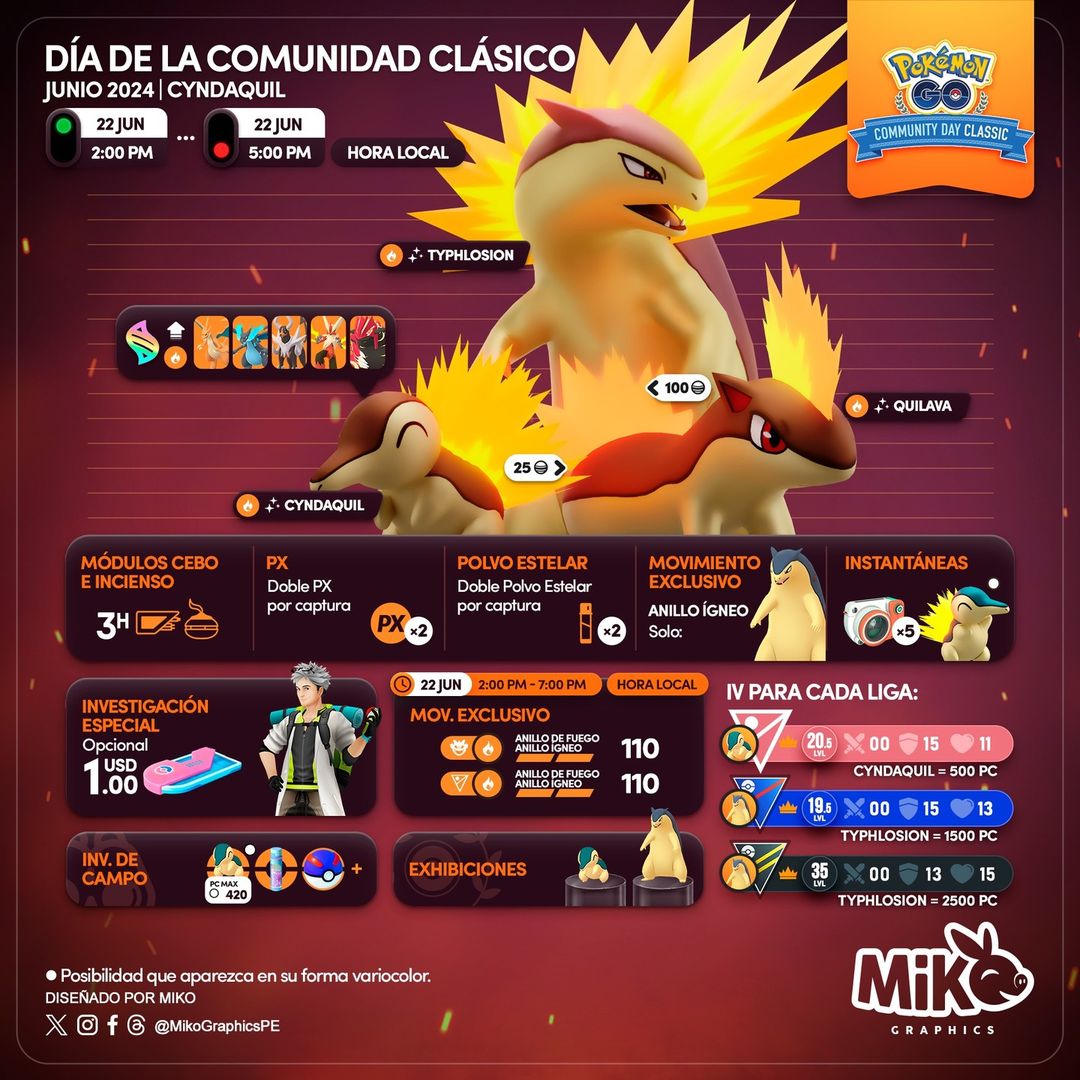 DÍA DE LA COMUNIDAD CLÁSICO
JUNIO 2024 | CYNDAQUIL
22 JUN
2:00 PM
...
22 JUN
5:00 PM
HORA LOCAL
POKéMON
GO
COMMUNITY DAY CLASSIC
TYPHLOSION
100
QUILAVA
25
CYNDAQUIL
MÓDULOS CEBO
E INCIENSO
3H
PX
Doble PX
por captura
PX
x2
POLVO ESTELAR
Doble Polvo Estelar
por captura
x2
MOVIMIENTO
EXCLUSIVO
ANILLO ÍGNEO
Solo:
INSTANTÁNEAS
x5
INVESTIGACIÓN
ESPECIAL
Opcional
1 USD
.00
22 JUN
2:00 PM - 7:00 PM
HORA LOCAL
MOV. EXCLUSIVO
ANILLO DE FUEGO
ANILLO ÍGNEO
110
ANILLO DE FUEGO
ANILLO ÍGNEO
110
IV PARA CADA LIGA:
20.5
LVL
00
15
11
CYNDAQUIL = 500 PC
19.5
LVL
00
15
13
TYPHLOSION = 1500 PC
35
LVL
00
13
15
TYPHLOSION = 2500 PC
INV. DE
CAMPO
PC MAX
420
+
EXHIBICIONES
Posibilidad que aparezca en su forma variocolor.
DISEÑADO POR MIKO
@MikoGraphicsPE
MiKO
GRAPHICS